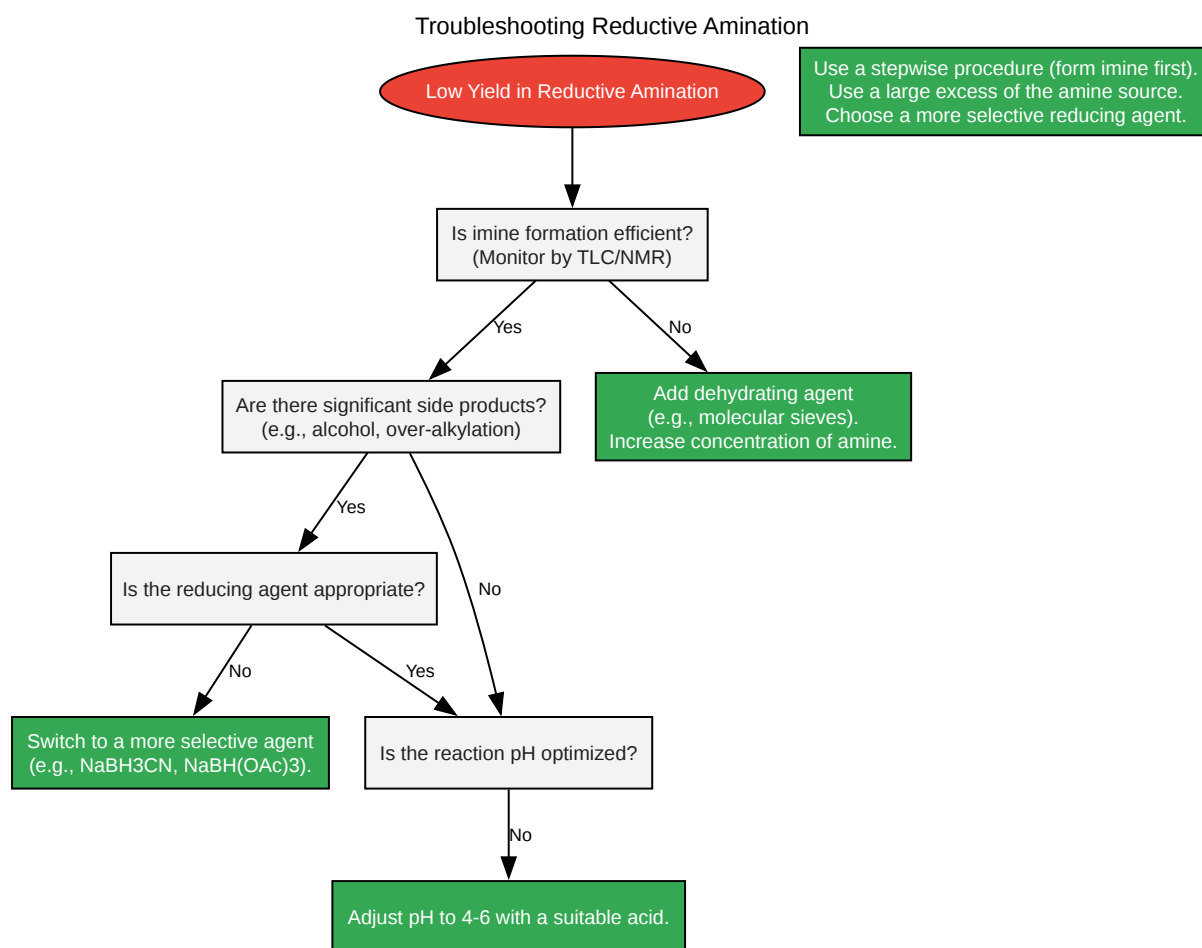 Troubleshooting Reductive Amination
Low Yield in Reductive Amination
Use a stepwise procedure (form imine first).
Use a large excess of the amine source.
Choose a more selective reducing agent.
Is imine formation efficient?
(Monitor by TLC/NMR)
Yes
No
Are there significant side products?
(e.g., alcohol, over-alkylation)
Add dehydrating agent
(e.g., molecular sieves).
Increase concentration of amine.
Yes
No
Is the reducing agent appropriate?
No
Yes
Switch to a more selective agent
(e.g., NaBH3CN, NaBH(OAc)3).
Is the reaction pH optimized?
No
Adjust pH to 4-6 with a suitable acid.